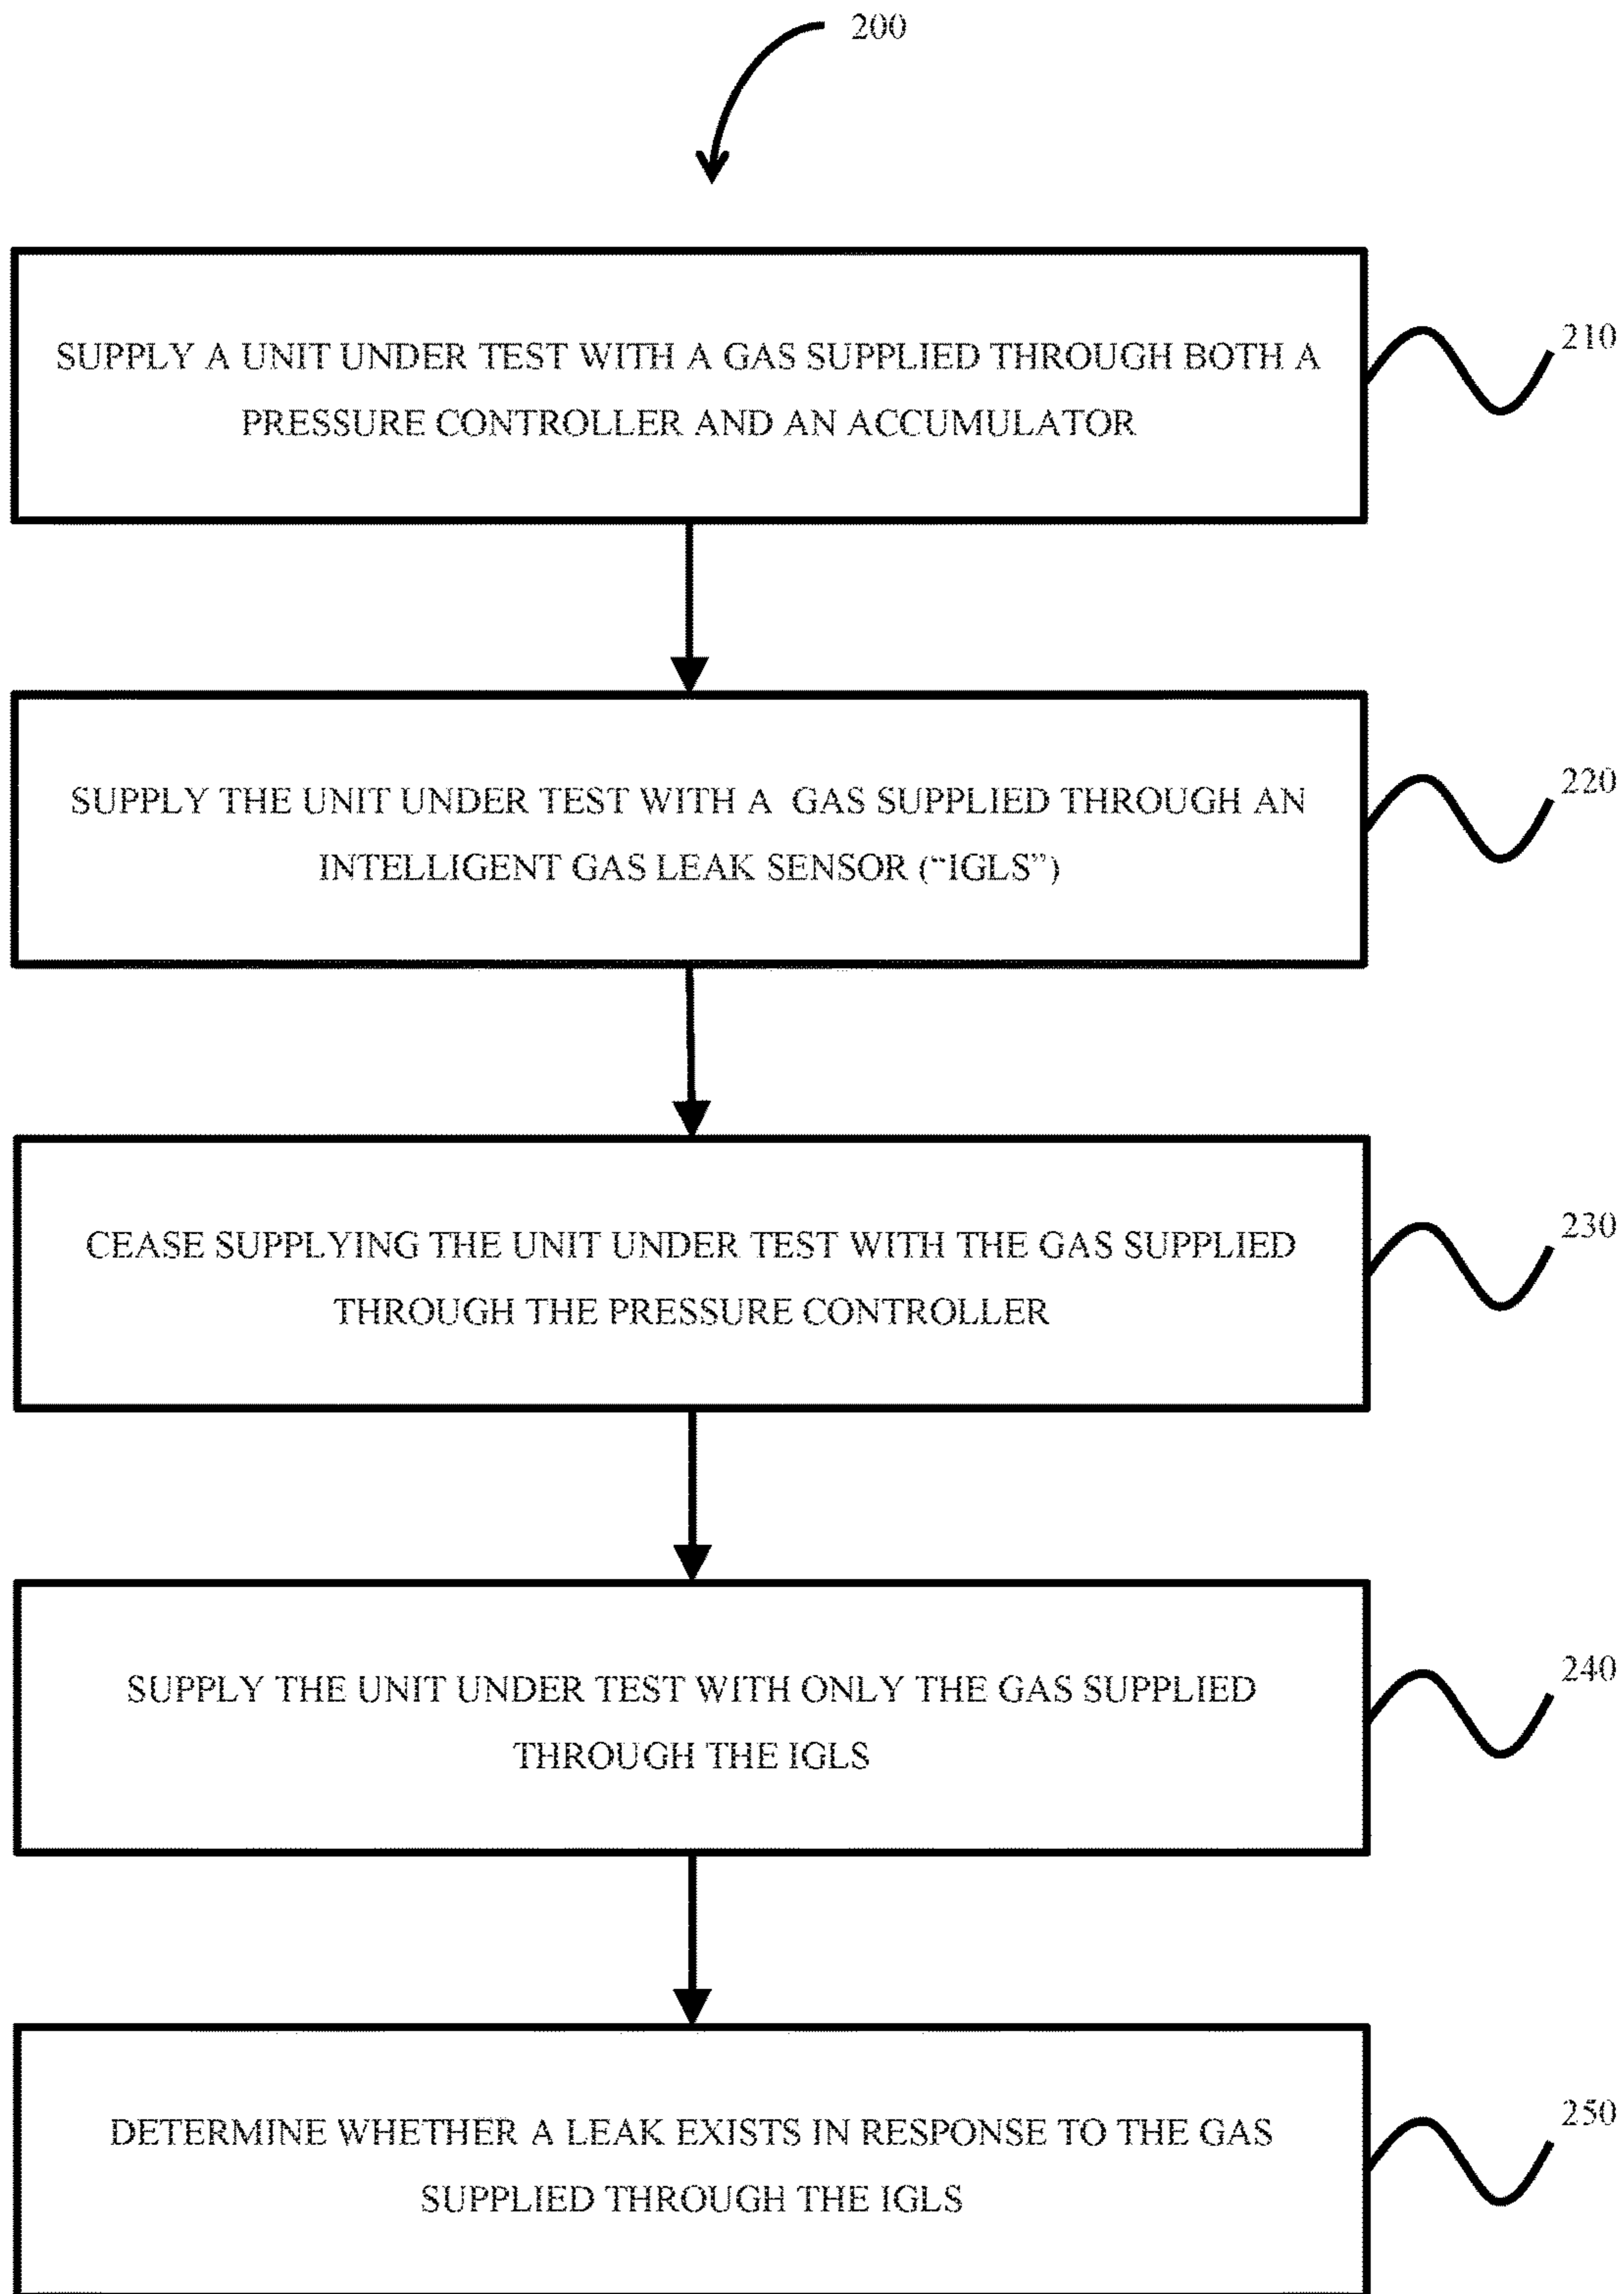 200
SUPPLY A UNIT UNDER TEST WITH A GAS SUPPLIED THROUGH BOTH A
PRESSURE CONTROLLER AND AN ACCUMULATOR
210
SUPPLY THE UNIT UNDER TEST WITH A GAS SUPPLIED THROUGH AN
INTELLIGENT GAS LEAK SENSOR (“IGLS”)
220
CEASE SUPPLYING THE UNIT UNDER TEST WITH THE GAS SUPPLIED
THROUGH THE PRESSURE CONTROLLER
230
SUPPLY THE UNIT UNDER TEST WITH ONLY THE GAS SUPPLIED
THROUGH THE IGLS
240
DETERMINE WHETHER A LEAK EXISTS IN RESPONSE TO THE GAS
SUPPLIED THROUGH THE IGLS
250